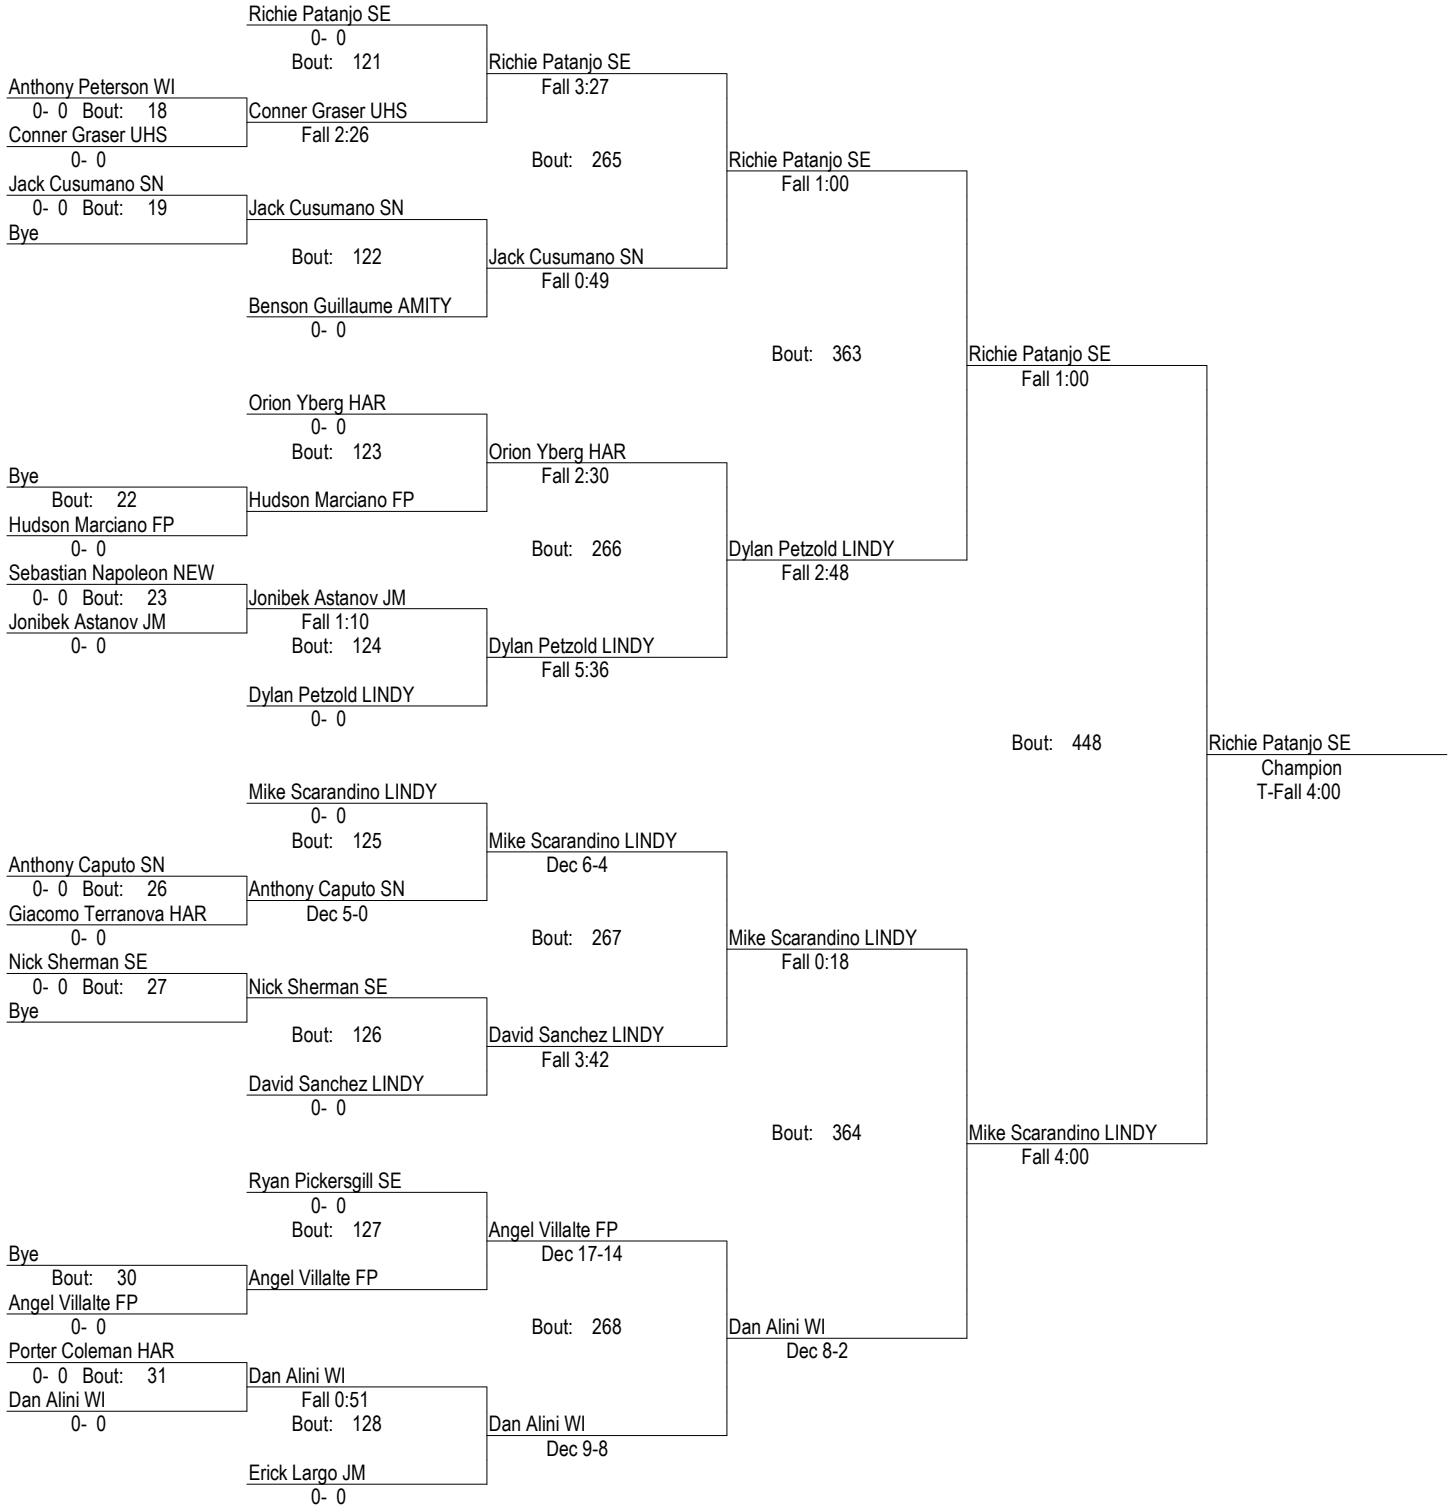 Richie Patanjo SE
0- 0
Bout: 121
Richie Patanjo SE
Fall 3:27
Anthony Peterson WI
0- 0 Bout: 18
Conner Graser UHS
Fall 2:26
Conner Graser UHS
0- 0
Bout: 265
Richie Patanjo SE
Fall 1:00
Jack Cusumano SN
0- 0 Bout: 19
Jack Cusumano SN
Bye
Bout: 122
Jack Cusumano SN
Fall 0:49
Benson Guillaume AMITY
0- 0
Bout: 363
Richie Patanjo SE
Fall 1:00
Orion Yberg HAR
0- 0
Bout: 123
Orion Yberg HAR
Fall 2:30
Bye
Bout: 22
Hudson Marciano FP
Hudson Marciano FP
0- 0
Bout: 266
Dylan Petzold LINDY
Fall 2:48
Sebastian Napoleon NEW
0- 0 Bout: 23
Jonibek Astanov JM
Fall 1:10
Jonibek Astanov JM
0- 0
Bout: 124
Dylan Petzold LINDY
Fall 5:36
Dylan Petzold LINDY
0- 0
Bout: 448
Richie Patanjo SE
Champion
T-Fall 4:00
Mike Scarandino LINDY
0- 0
Bout: 125
Mike Scarandino LINDY
Dec 6-4
Anthony Caputo SN
0- 0 Bout: 26
Anthony Caputo SN
Dec 5-0
Giacomo Terranova HAR
0- 0
Bout: 267
Mike Scarandino LINDY
Fall 0:18
Nick Sherman SE
0- 0 Bout: 27
Nick Sherman SE
Bye
Bout: 126
David Sanchez LINDY
Fall 3:42
David Sanchez LINDY
0- 0
Bout: 364
Mike Scarandino LINDY
Fall 4:00
Ryan Pickersgill SE
0- 0
Bout: 127
Angel Villalte FP
Dec 17-14
Bye
Bout: 30
Angel Villalte FP
Angel Villalte FP
0- 0
Bout: 268
Dan Alini WI
Dec 8-2
Porter Coleman HAR
0- 0 Bout: 31
Dan Alini WI
Fall 0:51
Dan Alini WI
0- 0
Bout: 128
Dan Alini WI
Dec 9-8
Erick Largo JM
0- 0